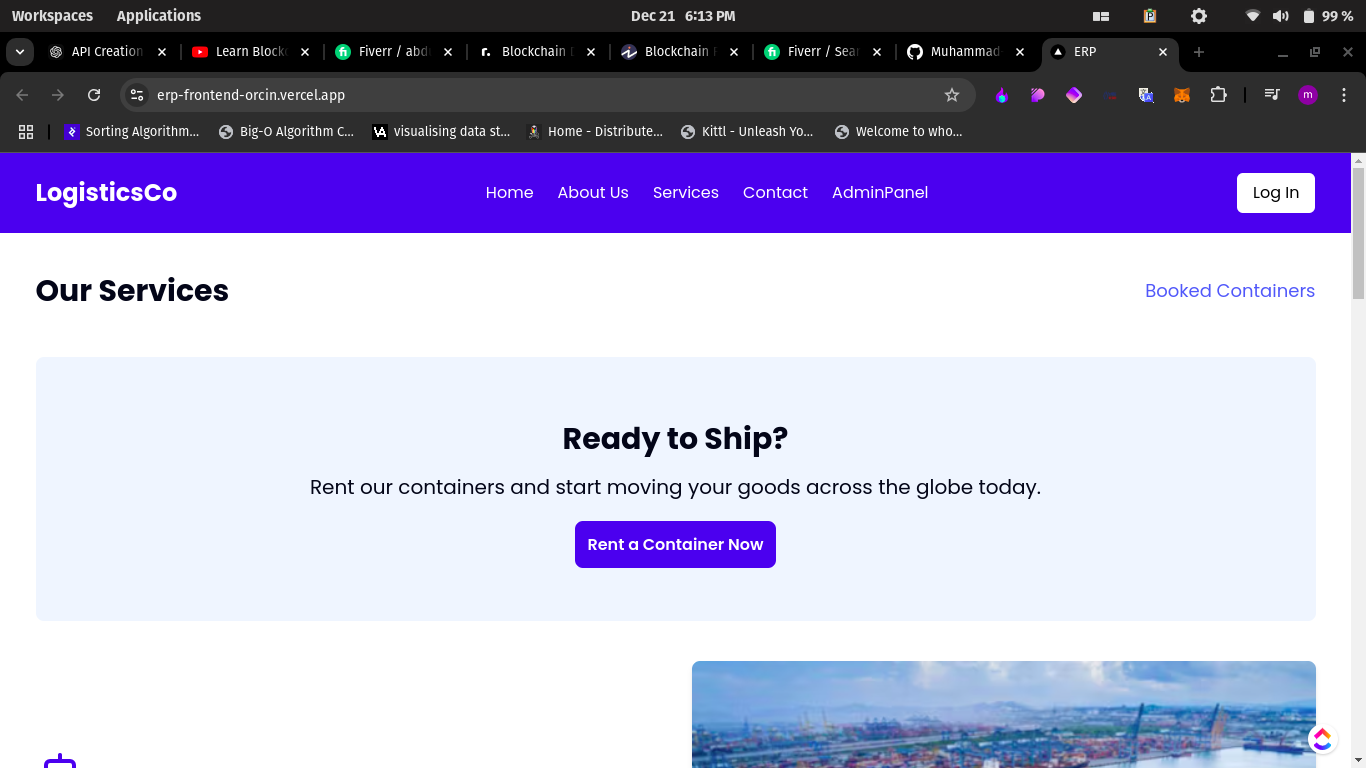 Workspaces Applications Dec 21 6:13 PM 99 %
API Creation Learn Block Fiverr / abd Blockchain Blockchain Fiverr / Sear Muhammad ERP
erp-frontend-orcin.vercel.app m
Sorting Algorithm... Big-O Algorithm C... visualising data st... Home - Distribute... Kittl - Unleash Yo... Welcome to who...
LogisticsCo Home About Us Services Contact AdminPanel Log In
Our Services Booked Containers
Ready to Ship?
Rent our containers and start moving your goods across the globe today.
Rent a Container Now